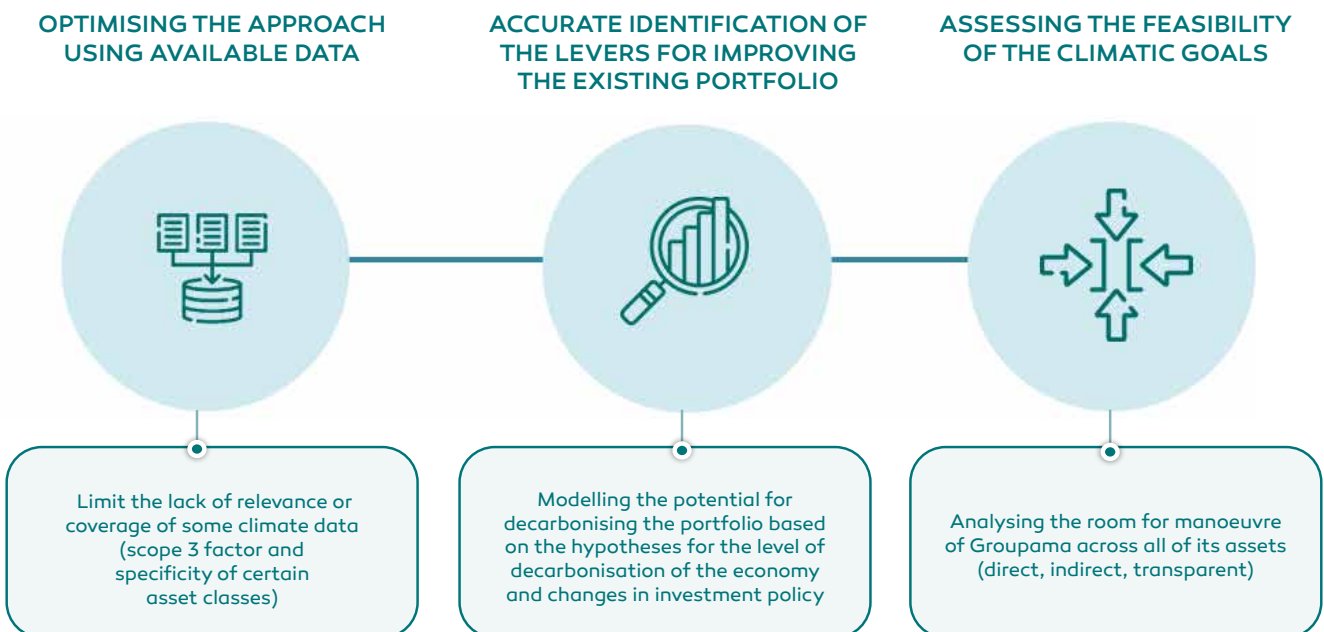 OPTIMISING THE APPROACH
USING AVAILABLE DATA
ACCURATE IDENTIFICATION OF
THE LEVERS FOR IMPROVING
THE EXISTING PORTFOLIO
ASSESSING THE FEASIBILITY
OF THE CLIMATIC GOALS
Limit the lack of relevance or
coverage of some climate data
(scope 3 factor and
specificity of certain
asset classes)
Modelling the potential for
decarbonising the portfolio based
on the hypotheses for the level of
decarbonisation of the economy
and changes in investment policy
Analysing the room for manoeuvre
of Groupama across all of its assets
(direct, indirect, transparent)